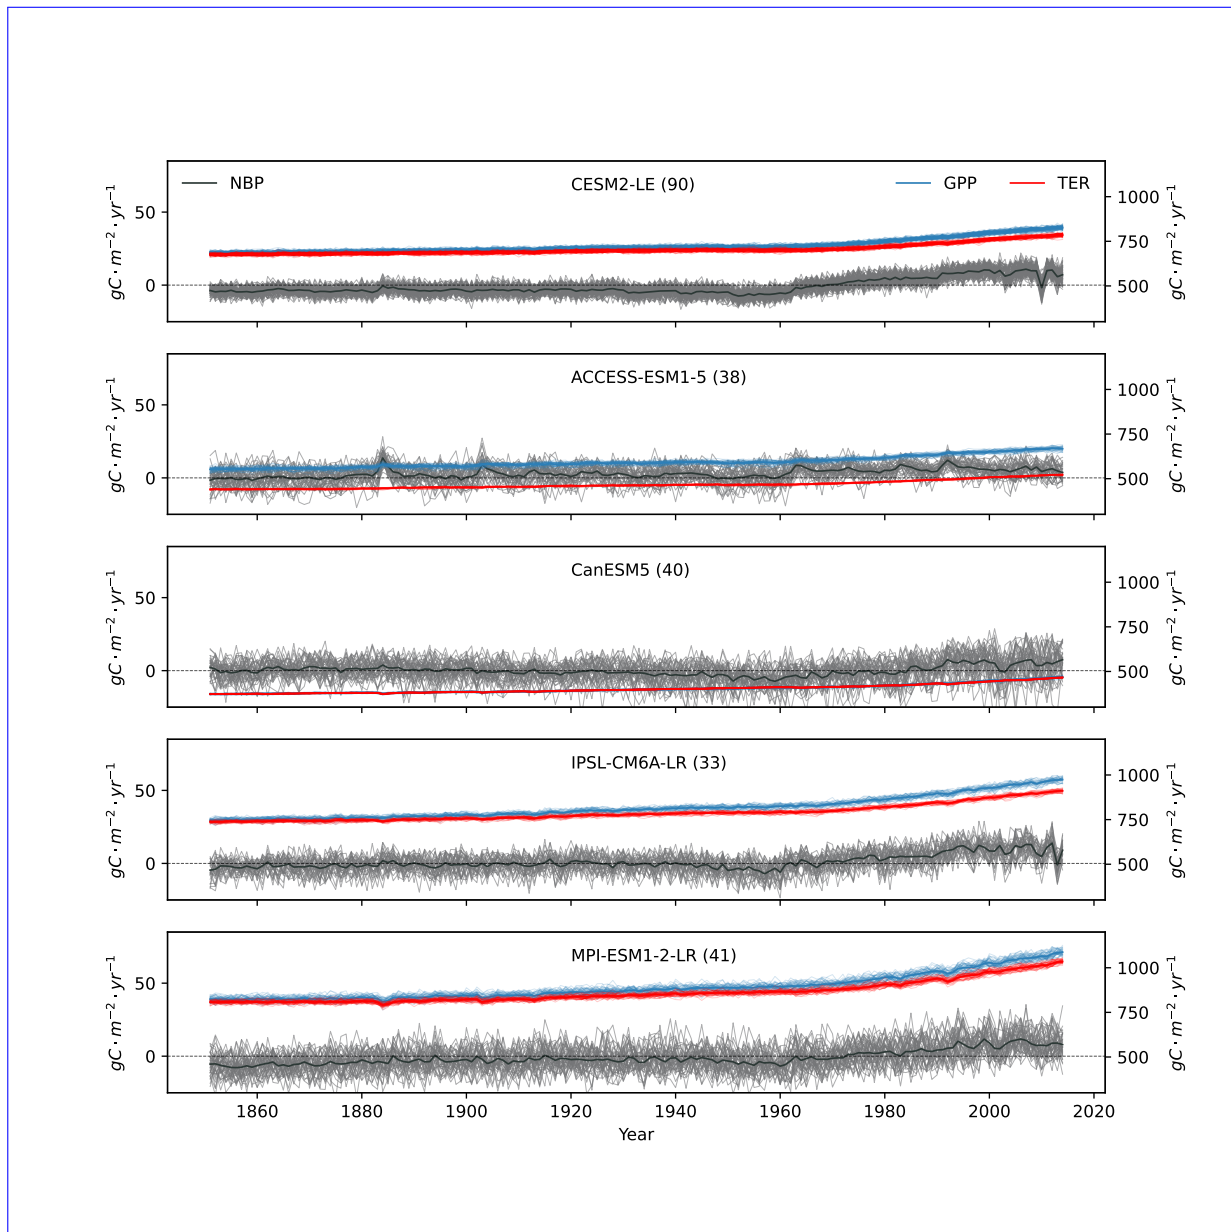 NBP CESM2-LE (90) GPP TER
gC · m⁻² · yr⁻¹
50
0
1000
750
500
gC · m⁻² · yr⁻¹
ACCESS-ESM1-5 (38)
gC · m⁻² · yr⁻¹
50
0
1000
750
500
gC · m⁻² · yr⁻¹
CanESM5 (40)
gC · m⁻² · yr⁻¹
50
0
1000
750
500
gC · m⁻² · yr⁻¹
IPSL-CM6A-LR (33)
gC · m⁻² · yr⁻¹
50
0
1000
750
500
gC · m⁻² · yr⁻¹
MPI-ESM1-2-LR (41)
gC · m⁻² · yr⁻¹
50
0
1000
750
500
gC · m⁻² · yr⁻¹
1860 1880 1900 1920 1940 1960 1980 2000 2020
Year